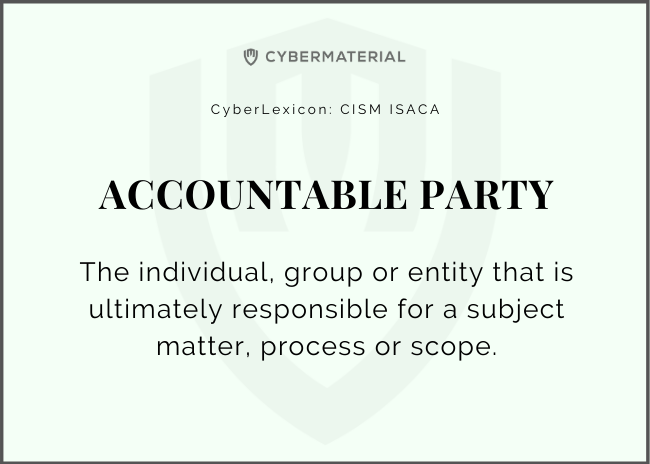 CYBERMATERIAL
CyberLexicon: CISM ISACA
ACCOUNTABLE PARTY
The individual, group or entity that is
ultimately responsible for a subject
matter, process or scope.